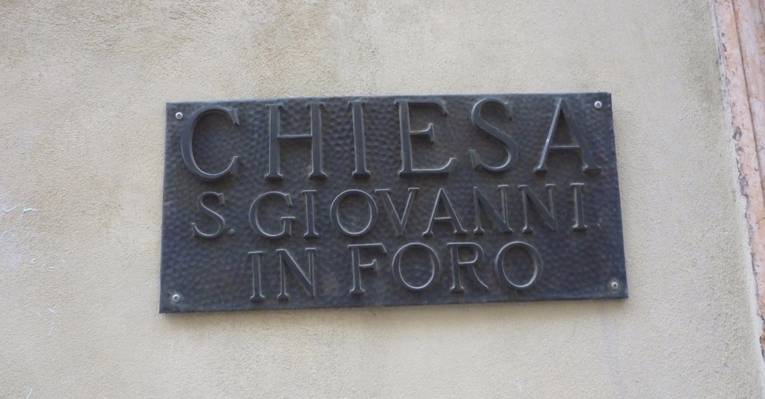 CHIESA
S. GIOVANNI
IN FORO